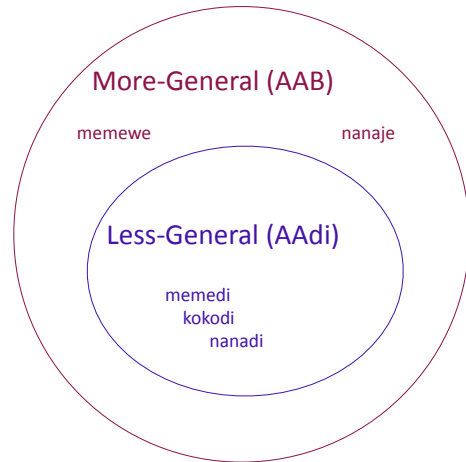 More-General (AAB)
memewe nanaje
Less-General (AAdi)
memedi
kokodi
nanadi